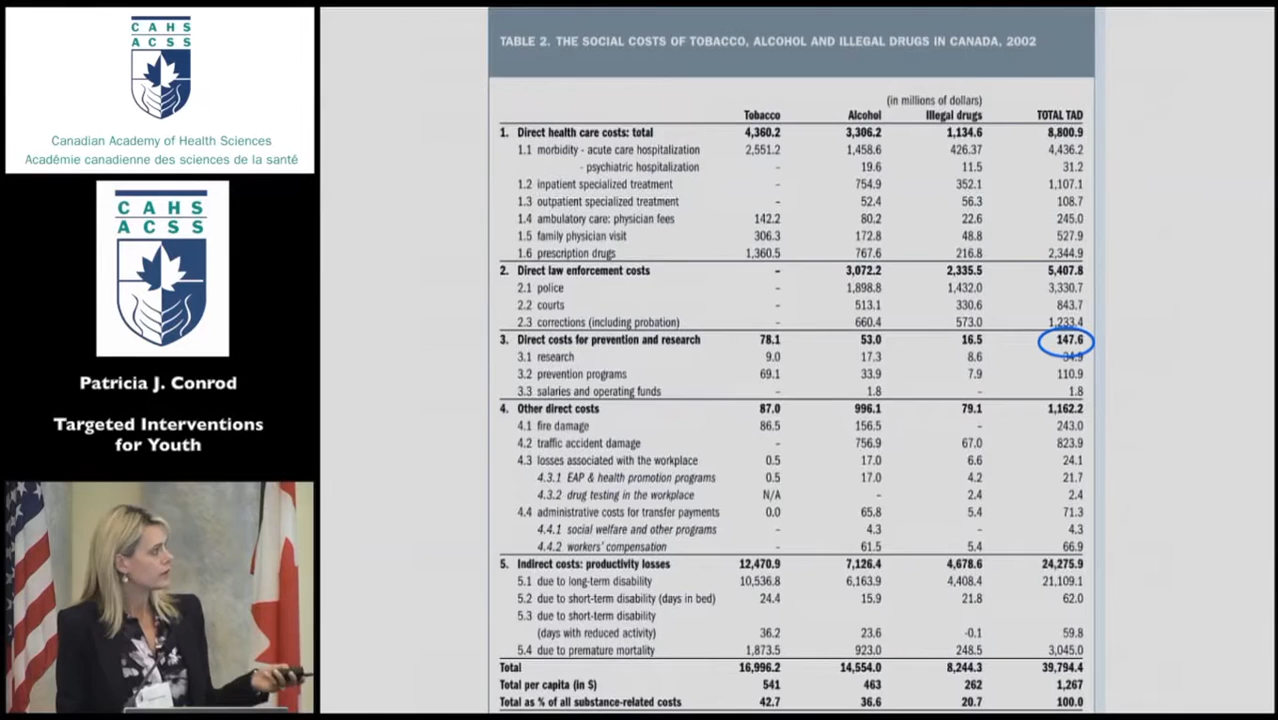 CAHS
ACSS
Canadian Academy of Health Sciences
Académie canadienne des sciences de la santé
CAHS
ACSS
Patricia J. Conrod
Targeted Interventions
for Youth
TABLE 2. THE SOCIAL COSTS OF TOBACCO, ALCOHOL AND ILLEGAL DRUGS IN CANADA, 2002
(in millions of dollars)
Tobacco Alcohol Illegal drugs TOTAL TAD
1. Direct health care costs: total 4,360.2 3,306.2 1,134.6 8,800.9
1.1 morbidity - acute care hospitalization 2,551.2 1,458.6 426.37 4,436.2
- psychiatric hospitalization – 19.6 11.5 31.2
1.2 inpatient specialized treatment – 754.9 352.1 1,107.1
1.3 outpatient specialized treatment – 52.4 56.3 108.7
1.4 ambulatory care: physician fees 142.2 80.2 22.6 245.0
1.5 family physician visit 306.3 172.8 48.8 527.9
1.6 prescription drugs 1,360.5 767.6 216.8 2,344.9
2. Direct law enforcement costs – 3,072.2 2,335.5 5,407.8
2.1 police – 1,898.8 1,432.0 3,330.7
2.2 courts – 513.1 330.6 843.7
2.3 corrections (including probation) – 660.4 573.0 1,233.4
3. Direct costs for prevention and research 78.1 53.0 16.5 147.6
3.1 research 9.0 17.3 8.6 34.9
3.2 prevention programs 69.1 33.9 7.9 110.9
3.3 salaries and operating funds – 1.8 – 1.8
4. Other direct costs 87.0 996.1 79.1 1,162.2
4.1 fire damage 86.5 156.5 – 243.0
4.2 traffic accident damage – 756.9 67.0 823.9
4.3 losses associated with the workplace 0.5 17.0 6.6 24.1
4.3.1 EAP & health promotion programs 0.5 17.0 4.2 21.7
4.3.2 drug testing in the workplace N/A – 2.4 2.4
4.4 administrative costs for transfer payments 0.0 65.8 5.4 71.3
4.4.1 social welfare and other programs – 4.3 – 4.3
4.4.2 workers' compensation – 61.5 5.4 66.9
5. Indirect costs: productivity losses 12,470.9 7,126.4 4,678.6 24,275.9
5.1 due to long-term disability 10,536.8 6,163.9 4,408.4 21,109.1
5.2 due to short-term disability (days in bed) 24.4 15.9 21.8 62.0
5.3 due to short-term disability
(days with reduced activity) 36.2 23.6 -0.1 59.8
5.4 due to premature mortality 1,873.5 923.0 248.5 3,045.0
Total 16,996.2 14,554.0 8,244.3 39,794.4
Total per capita (in $) 541 463 262 1,267
Total as % of all substance-related costs 42.7 36.6 20.7 100.0